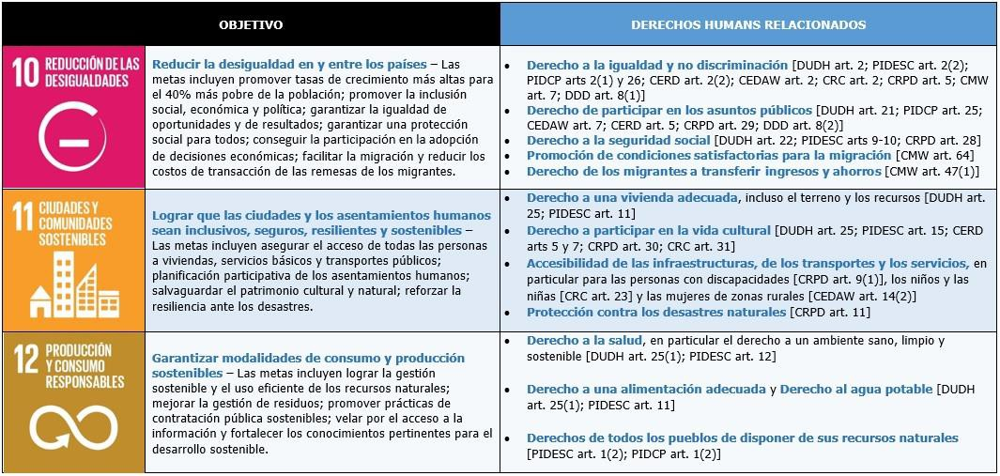 OBJETIVO
DERECHOS HUMANS RELACIONADOS
10 REDUCCIÓN DE LAS
DESIGUALDADES
Reducir la desigualdad en y entre los países – Las
metas incluyen promover tasas de crecimiento más altas para
el 40% más pobre de la población; promover la inclusión
social, económica y política; garantizar la igualdad de
oportunidades y de resultados; garantizar una protección
social para todos; conseguir la participación en la adopción
de decisiones económicas; facilitar la migración y reducir los
costos de transacción de las remesas de los migrantes.
• Derecho a la igualdad y no discriminación [DUDH art. 2; PIDESC art. 2(2);
PIDCP arts 2(1) y 26; CERD art. 2(2); CEDAW art. 2; CRC art. 2; CRPD art. 5; CMW
art. 7; DDD art. 8(1)]
• Derecho de participar en los asuntos públicos [DUDH art. 21; PIDCP art. 25;
CEDAW art. 7; CERD art. 5; CRPD art. 29; DDD art. 8(2)]
• Derecho a la seguridad social [DUDH art. 22; PIDESC arts 9-10; CRPD art. 28]
• Promoción de condiciones satisfactorias para la migración [CMW art. 64]
• Derecho de los migrantes a transferir ingresos y ahorros [CMW art. 47(1)]
11 CIUDADES Y
COMUNIDADES
SOSTENIBLES
Lograr que las ciudades y los asentamientos humanos
sean inclusivos, seguros, resilientes y sostenibles –
Las metas incluyen asegurar el acceso de todas las personas
a viviendas, servicios básicos y transportes públicos;
planificación participativa de los asentamientos humanos;
salvaguardar el patrimonio cultural y natural; reforzar la
resiliencia ante los desastres.
• Derecho a una vivienda adecuada, incluso el terreno y los recursos [DUDH art.
25; PIDESC art. 11]
• Derecho a participar en la vida cultural [DUDH art. 25; PIDESC art. 15; CERD
arts 5 y 7; CRPD art. 30; CRC art. 31]
• Accesibilidad de las infraestructuras, de los transportes y los servicios, en
particular para las personas con discapacidades [CRPD art. 9(1)], los niños y las
niñas [CRC art. 23] y las mujeres de zonas rurales [CEDAW art. 14(2)]
• Protección contra los desastres naturales [CRPD art. 11]
12 PRODUCCIÓN
Y CONSUMO
RESPONSABLES
Garantizar modalidades de consumo y producción
sostenibles – Las metas incluyen lograr la gestión
sostenible y el uso eficiente de los recursos naturales;
mejorar la gestión de residuos; promover prácticas de
contratación pública sostenibles; velar por el acceso a la
información y fortalecer los conocimientos pertinentes para el
desarrollo sostenible.
• Derecho a la salud, en particular el derecho a un ambiente sano, limpio y
sostenible [DUDH art. 25(1); PIDESC art. 12]
• Derecho a una alimentación adecuada y Derecho al agua potable [DUDH
art. 25(1); PIDESC art. 11]
• Derechos de todos los pueblos de disponer de sus recursos naturales
[PIDESC art. 1(2); PIDCP art. 1(2)]